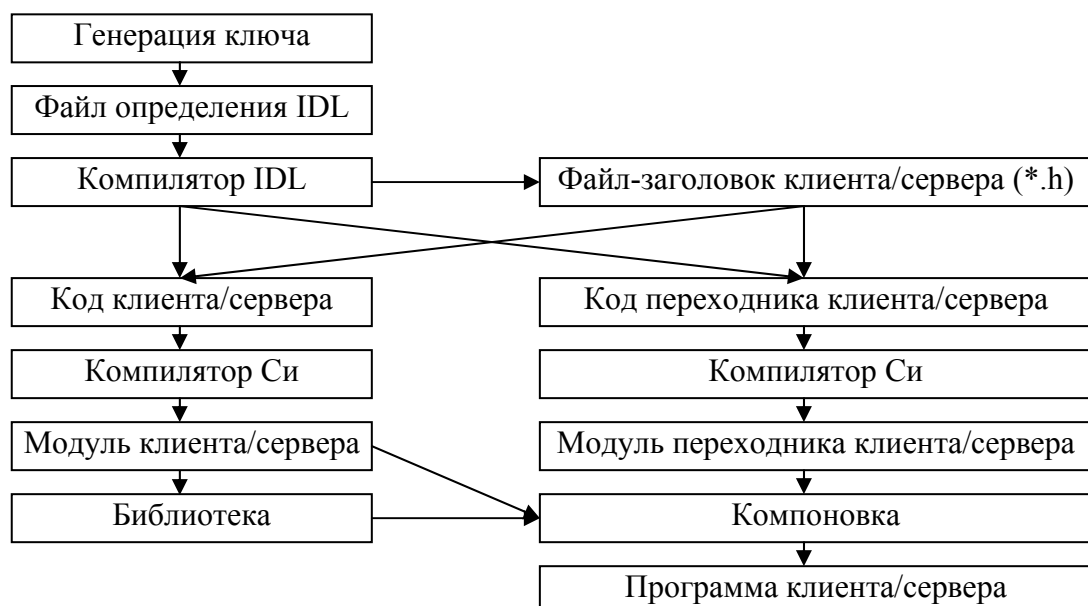 Генерация ключа
Файл определения IDL
Компилятор IDL
Файл-заголовок клиента/сервера (*.h)
Код клиента/сервера
Код переходника клиента/сервера
Компилятор Си
Компилятор Си
Модуль клиента/сервера
Модуль переходника клиента/сервера
Библиотека
Компоновка
Программа клиента/сервера